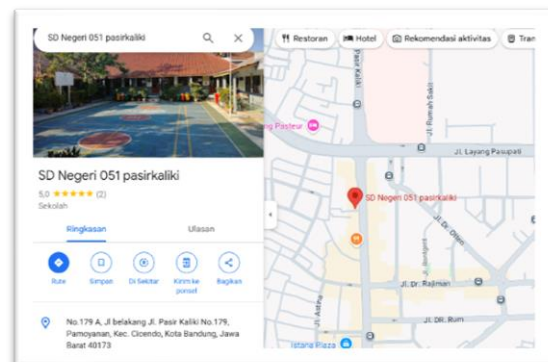 SD Negeri 051 pasirkaliki
Restoran
Hotel
Rekomendasi aktivitas
SD Negeri 051 pasirkaliki
5,0 ★★★★★ (2)
Sekolah
Ringkasan
Ulasan
Rute
Simpan
Di Sekitar
Kirim ke
ponsel
Bagikan
No.179 A, Jl belakang Jl. Pasir Kaliki No.179,
Pamoyanan, Kec. Cicendo, Kota Bandung, Jawa
Barat 40173
Pasir Kaliki
Jl. Rumah Sakit
ng Pasteur
Jl. Layang Pasupati
SD Negeri 051 pasirkaliki
Jl. Dr. Otten
Jl. Dr. Rajiman
Jl. DR. Rum
Istana Plaza